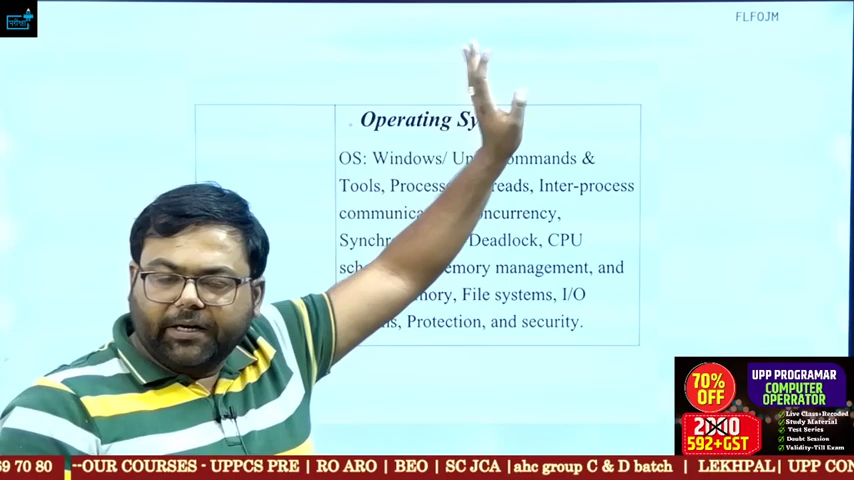 परीक्षा
FLFOJM
Operating Sy
OS: Windows/ Un ommands &
Tools, Process reads, Inter-process
communica oncurrency,
Synchr Deadlock, CPU
sch emory management, and
mory, File systems, I/O
s, Protection, and security.
70%
OFF
UPP PROGRAMAR
COMPUTER
OPERRATOR
2100
592+GST
Live Class+Recoded
Study Material
Test Series
Doubt Session
Validity-Till Exam
69 70 80 --OUR COURSES - UPPCS PRE | RO ARO | BEO | SC JCA |ahc group C & D batch | LEKHPAL| UPP CON